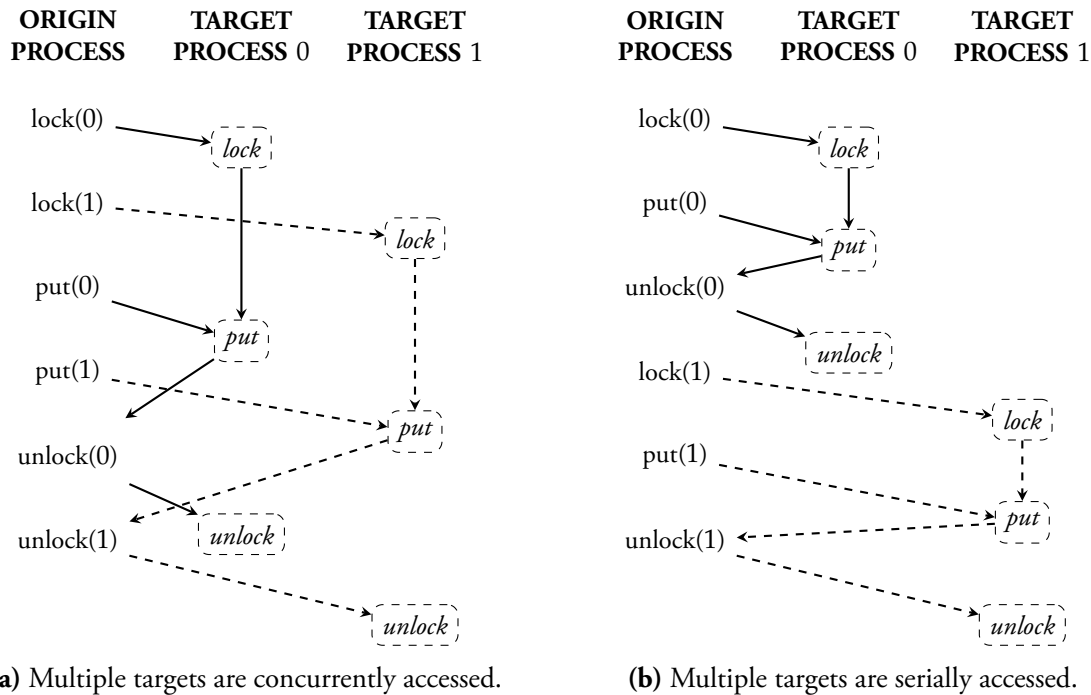 ORIGIN PROCESS
TARGET PROCESS 0
TARGET PROCESS 1
lock(0)
lock
lock(1)
lock
put(0)
put
put(1)
put
unlock(0)
unlock
unlock(1)
unlock
a) Multiple targets are concurrently accessed.
ORIGIN PROCESS
TARGET PROCESS 0
TARGET PROCESS 1
lock(0)
lock
put(0)
put
unlock(0)
unlock
lock(1)
lock
put(1)
put
unlock(1)
unlock
(b) Multiple targets are serially accessed.